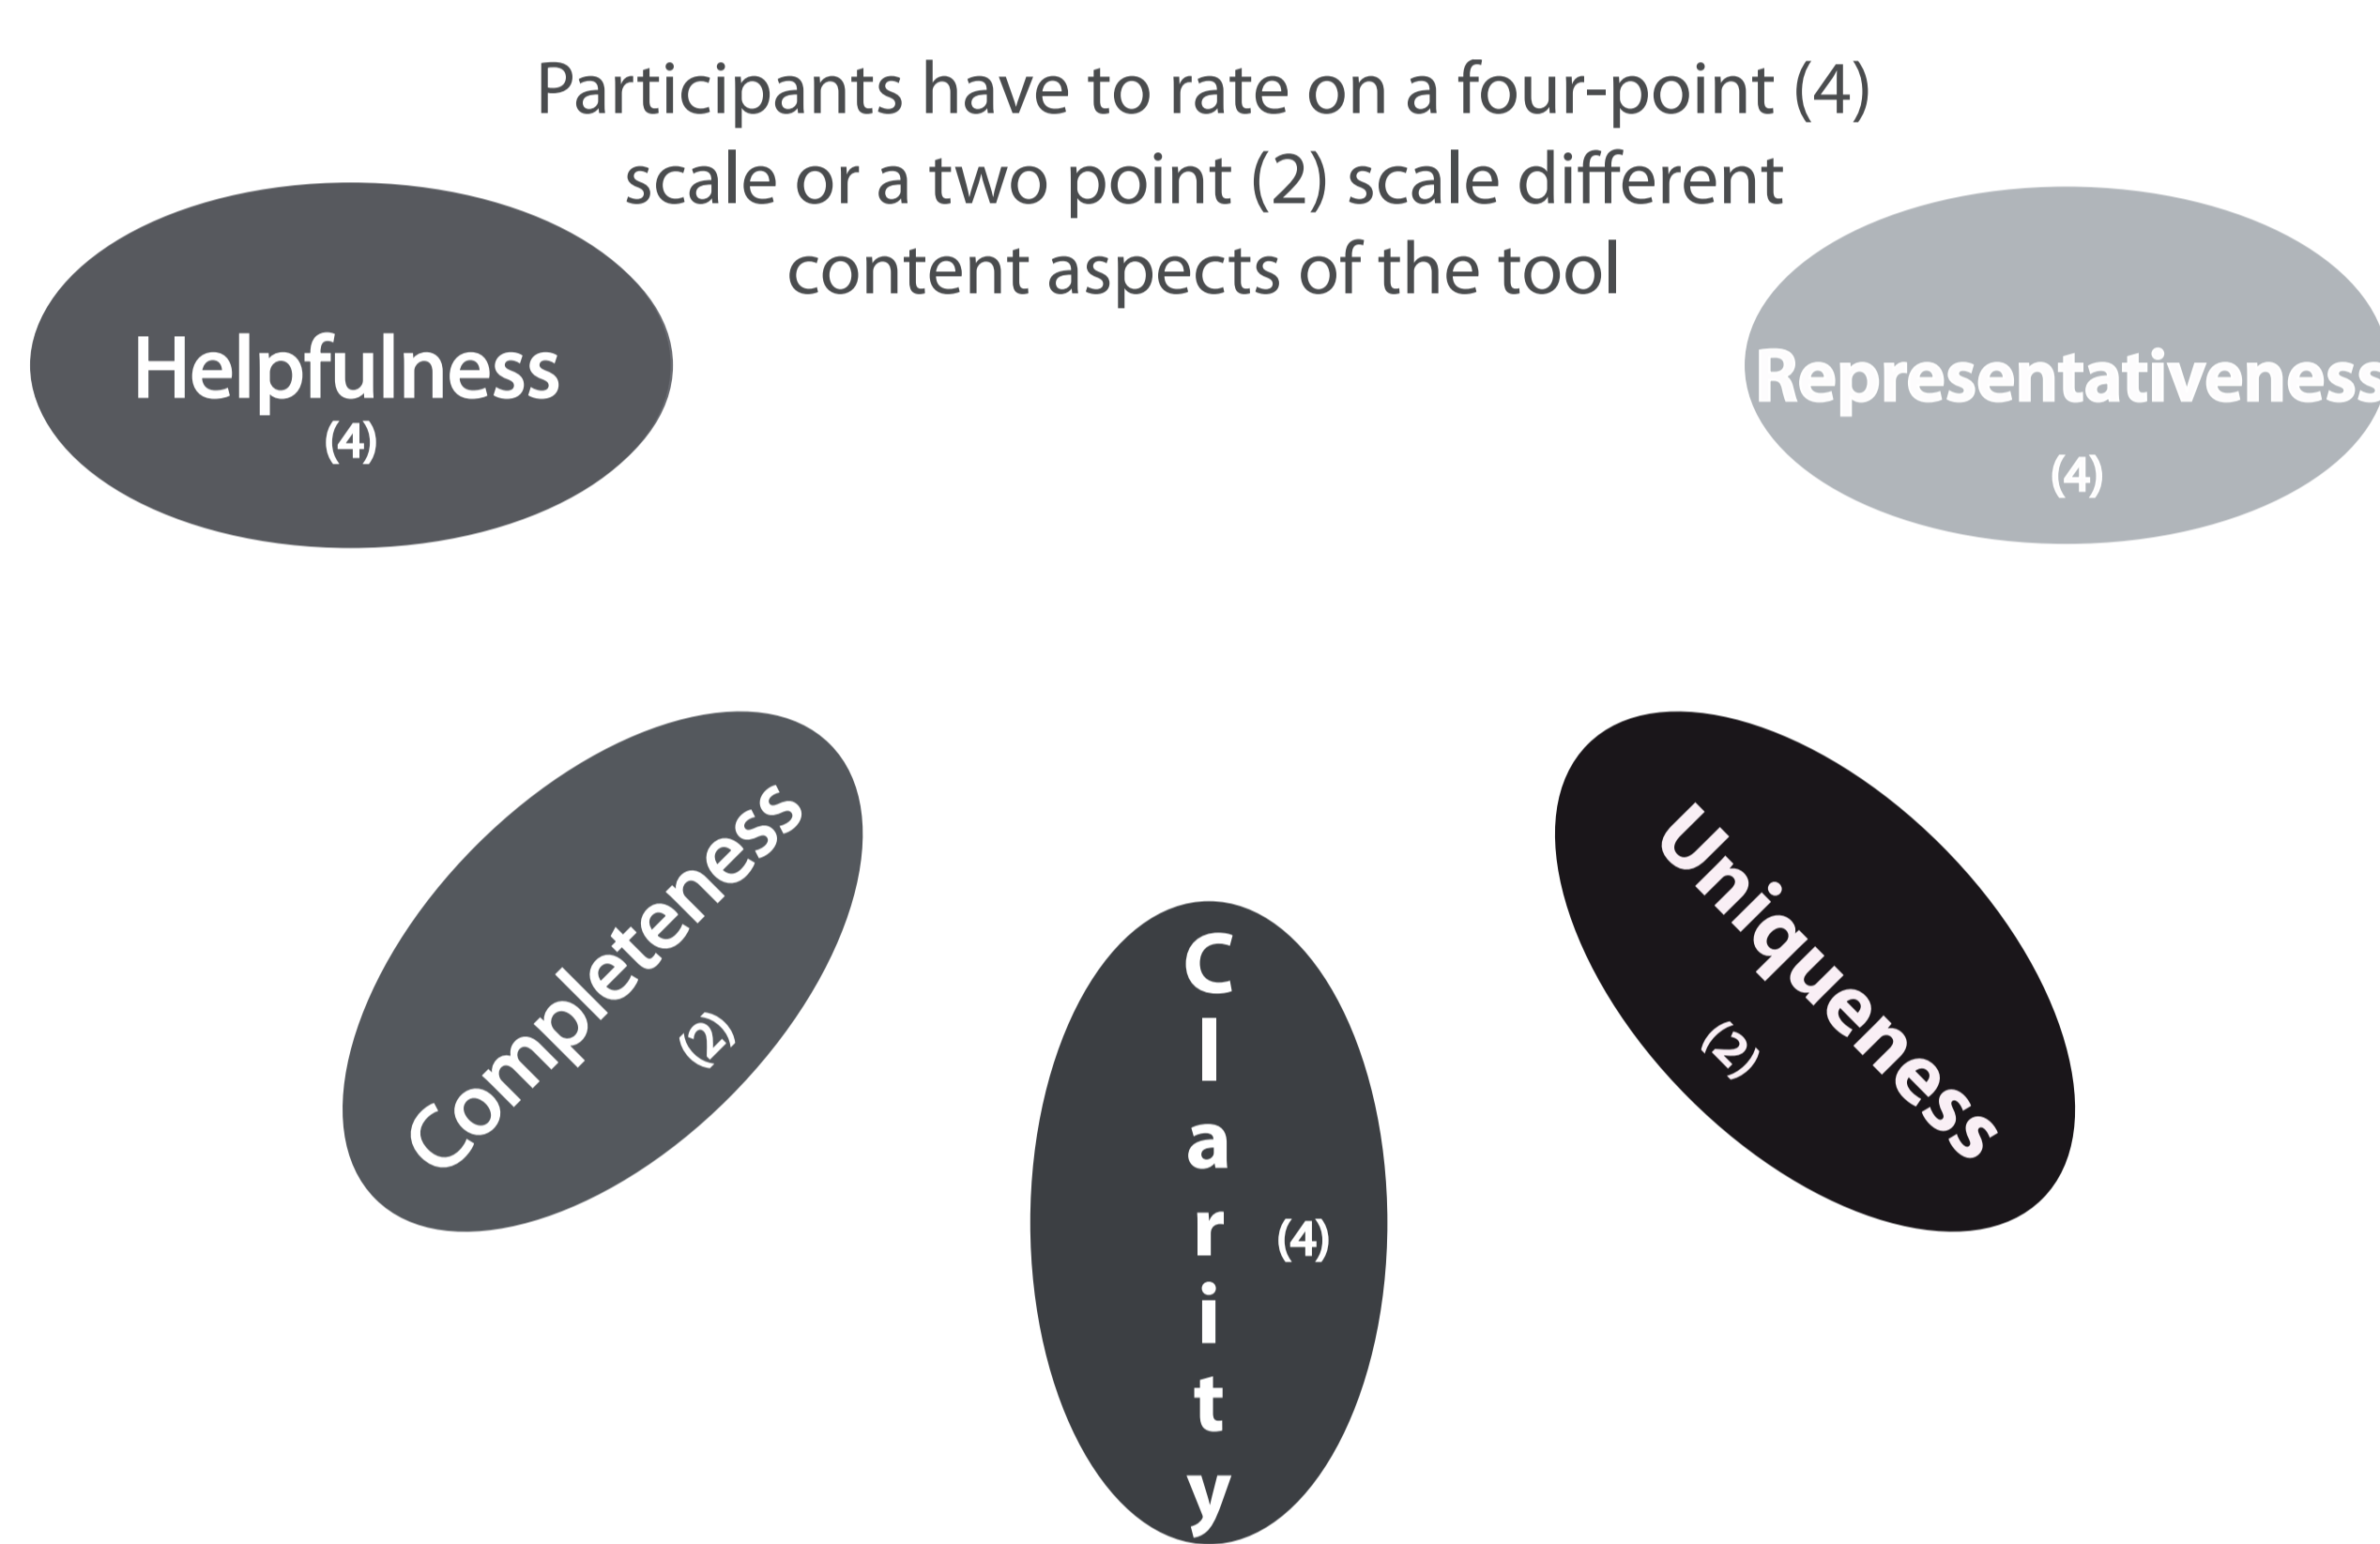 Participants have to rate on a four-point (4)
scale or a two point (2) scale different
content aspects of the tool
Helpfulness
(4)
Representativeness
(4)
Completeness
(2)
Clarity
(4)
Uniqueness
(2)